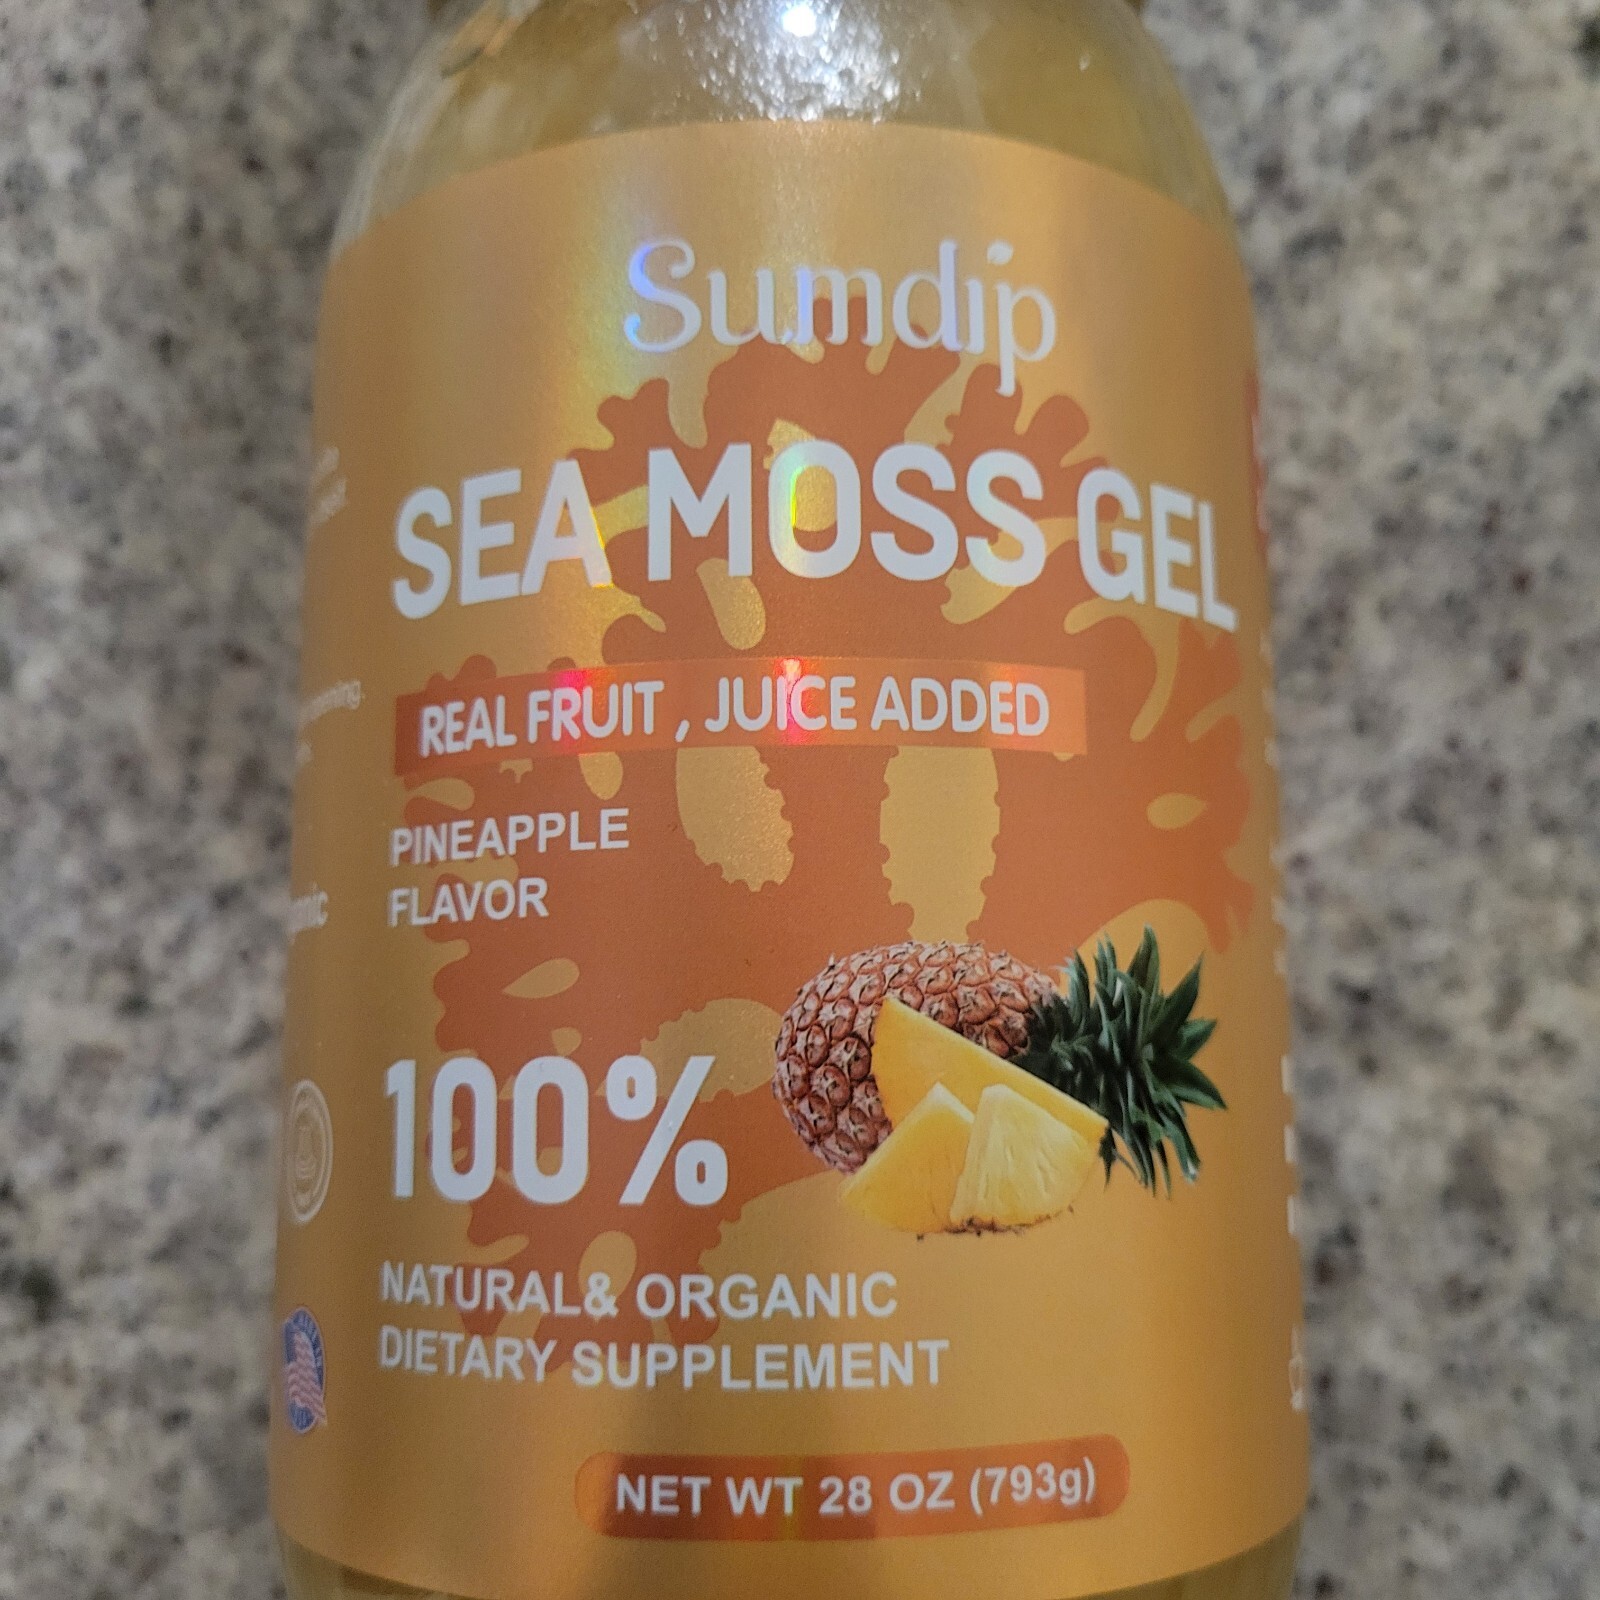 Sumdip
SEA MOSS GEL
REAL FRUIT , JUICE ADDED
PINEAPPLE
FLAVOR
100%
NATURAL& ORGANIC
DIETARY SUPPLEMENT
NET WT 28 OZ (793g)